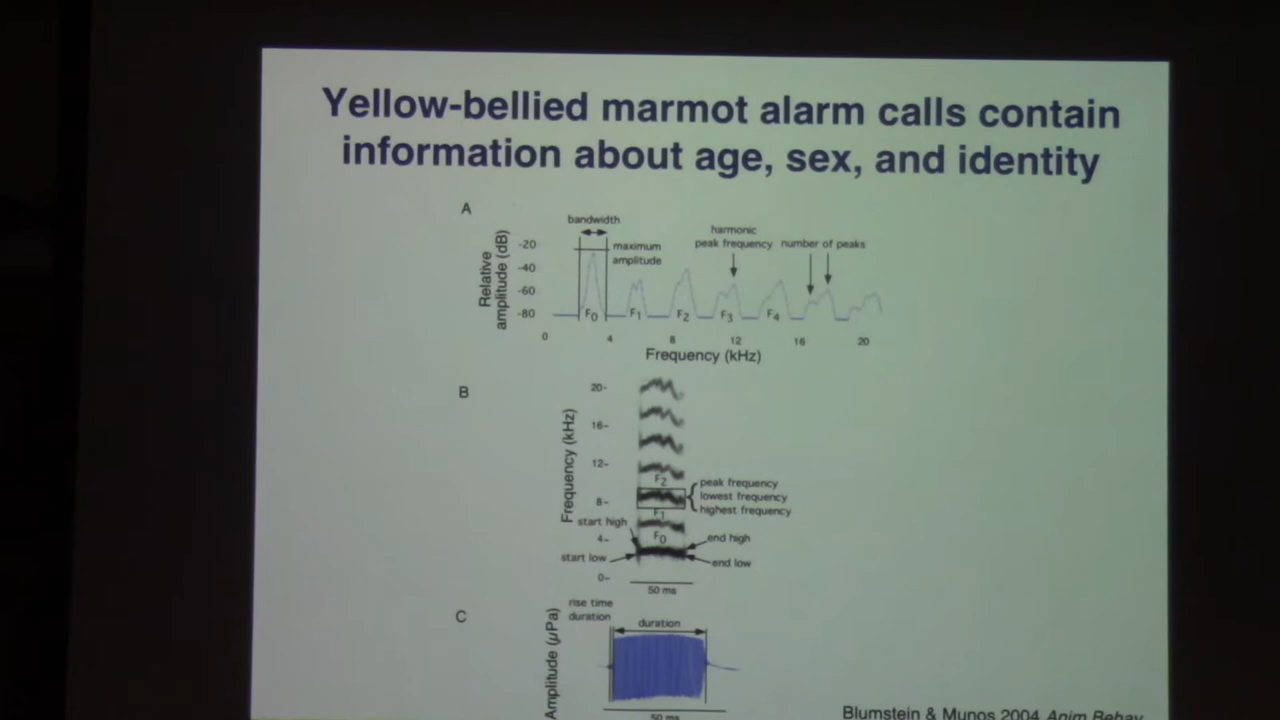 Yellow-bellied marmot alarm calls contain
information about age, sex, and identity
A
bandwidth
maximum
amplitude
harmonic
peak frequency
number of peaks
Relative
amplitude (dB)
-20
-40
-60
-80
F0
F1
F2
F3
F4
0 4 8 12 16 20
Frequency (kHz)
B
Frequency (kHz)
20-
16-
12-
8-
4-
0-
F2
F1
F0
peak frequency
lowest frequency
highest frequency
start high
start low
end high
end low
50 ms
C
Amplitude (µPa)
rise time
duration
duration
50 ms
Blumstein & Munos 2004 Anim Behav